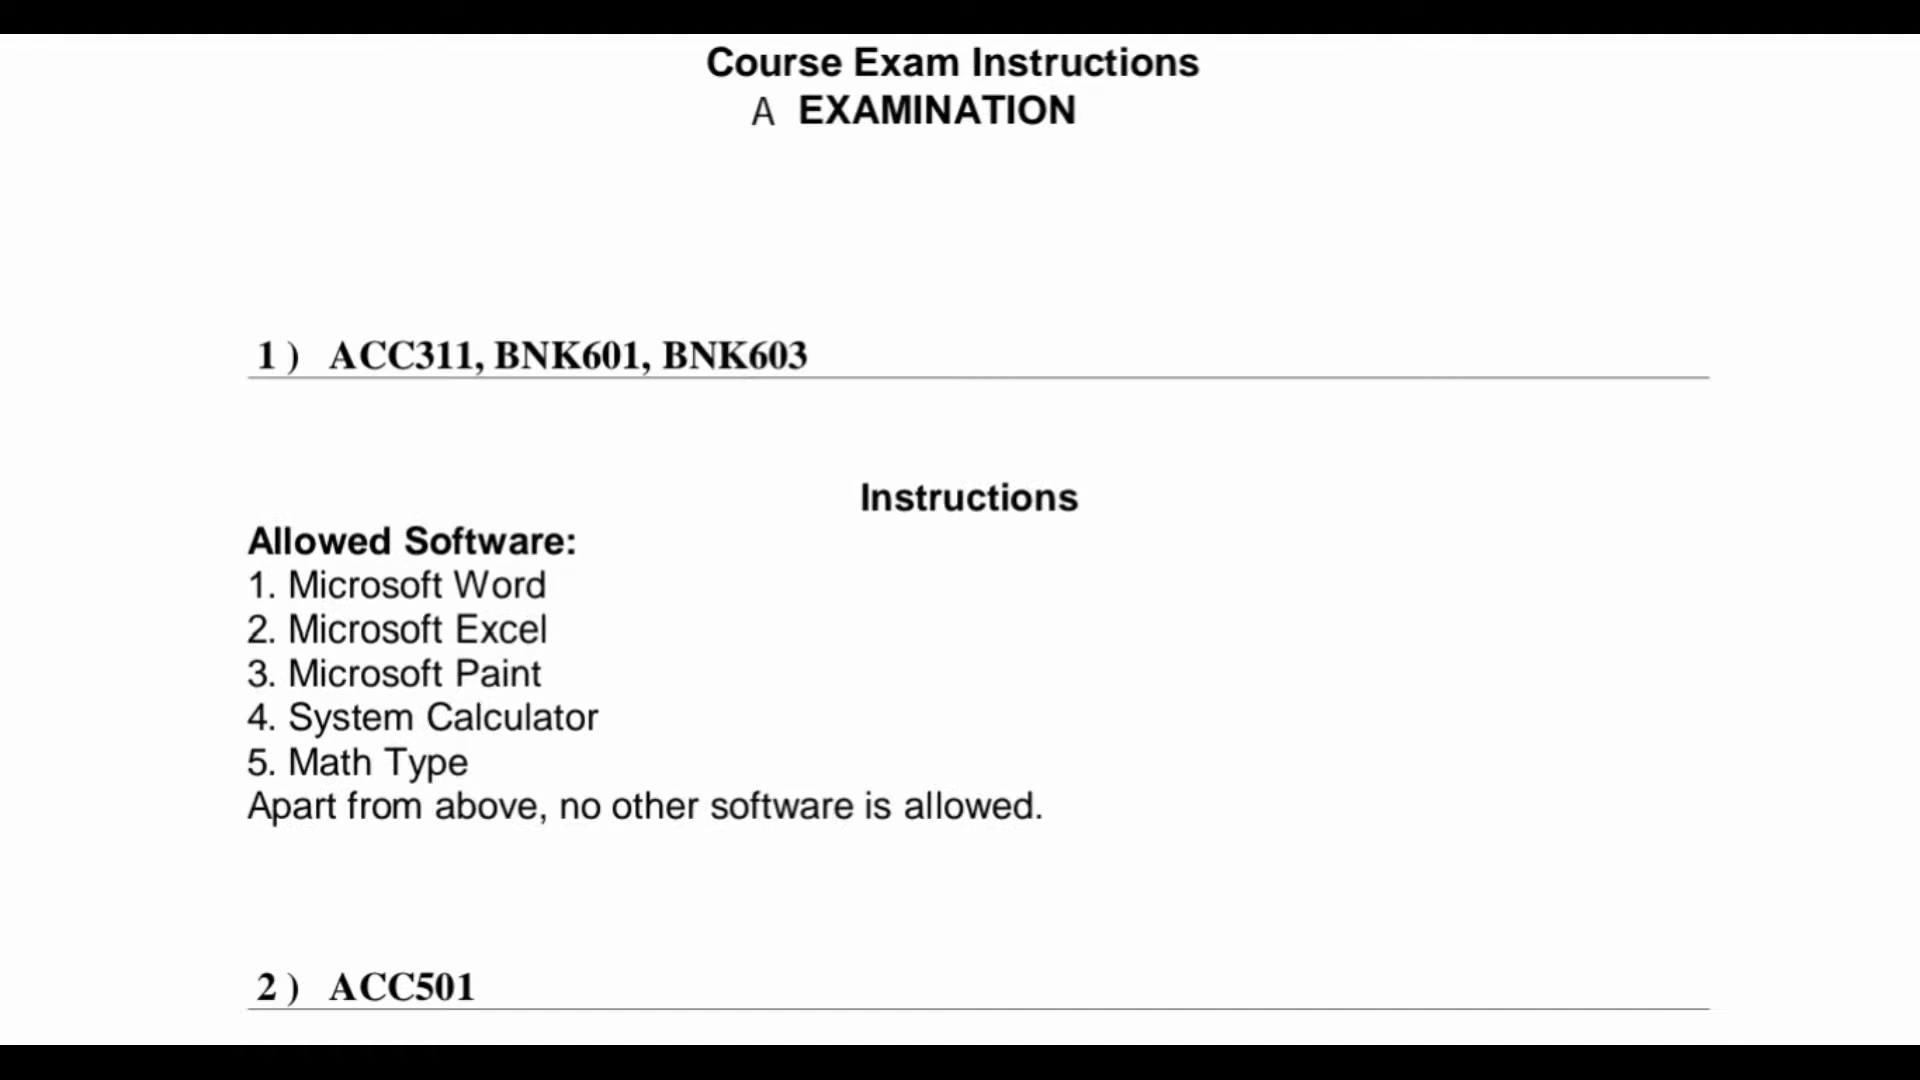 Course Exam Instructions
A EXAMINATION
1 ) ACC311, BNK601, BNK603
Instructions
Allowed Software:
1. Microsoft Word
2. Microsoft Excel
3. Microsoft Paint
4. System Calculator
5. Math Type
Apart from above, no other software is allowed.
2 ) ACC501